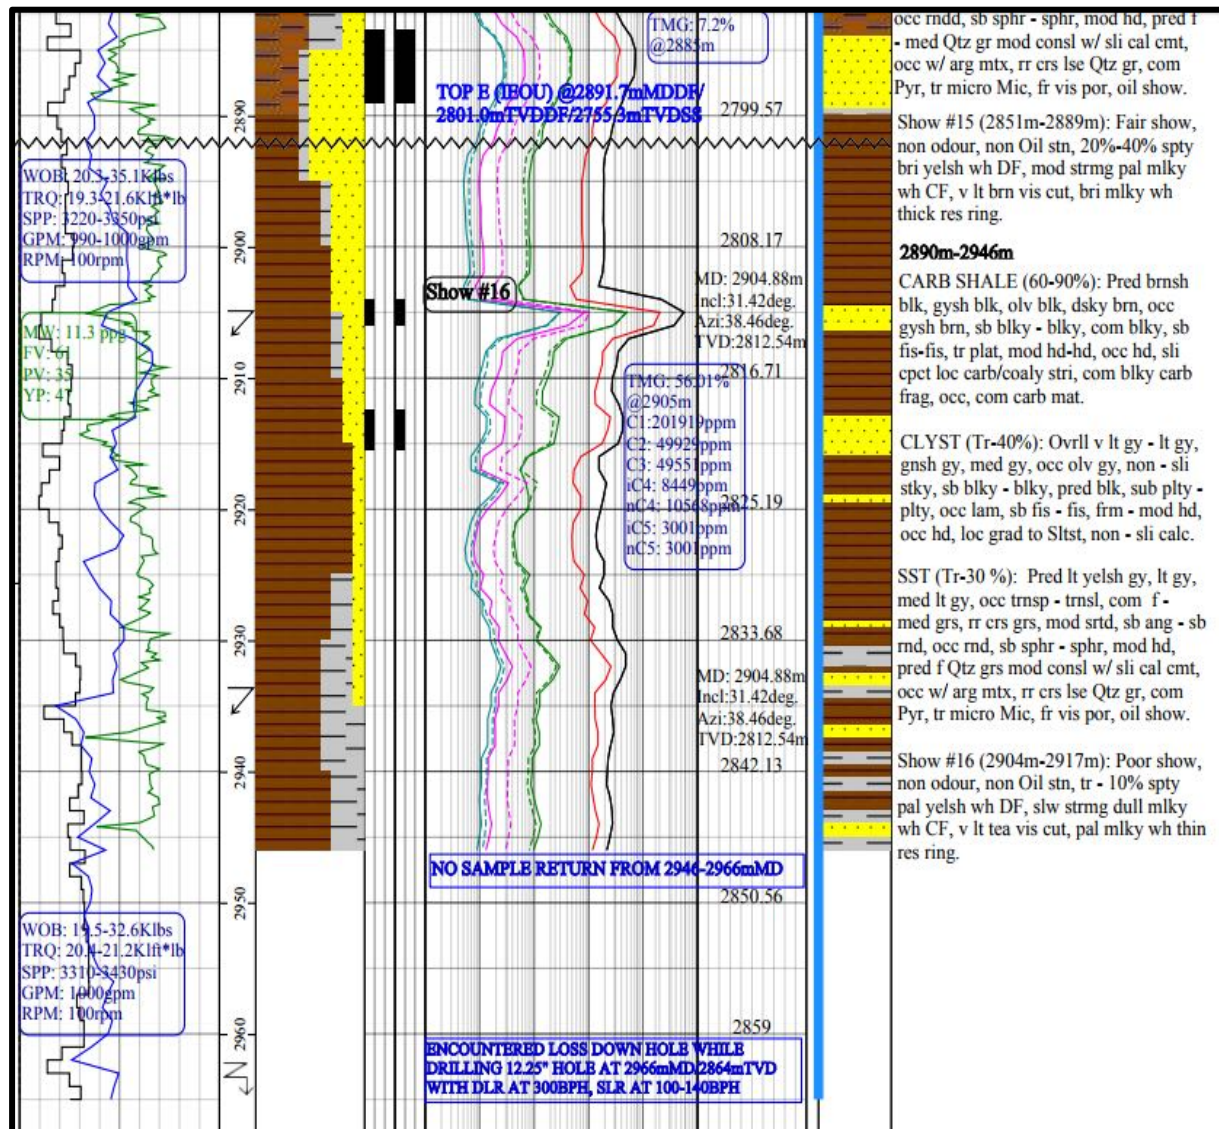 TMG: 7.2%
@2885m
TOP E (IEOU) @2891.7mMDDF/
2801.0mTVDDF/2755.3mTVDSS
2890
2799.57
WOB: 20.3-35.1Klbs
TRQ: 19.3-21.6Klft*lb
SPP: 3220-3350psi
GPM: 990-1000gpm
RPM: 100rpm
2900
2808.17
Show #16
MD: 2904.88m
Incl:31.42deg.
Azi:38.46deg.
TVD:2812.54m
MW: 11.3 ppg
FV: 61
PV: 35
YP: 41
2910
2816.71
TMG: 56.01%
@2905m
C1:201919ppm
C2: 49929ppm
C3: 49551ppm
iC4: 8449ppm
nC4: 10568ppm
iC5: 3001ppm
nC5: 3001ppm
2920
2825.19
2930
2833.68
MD: 2904.88m
Incl:31.42deg.
Azi:38.46deg.
TVD:2812.54m
2940
2842.13
NO SAMPLE RETURN FROM 2946-2966mMD
2950
2850.56
WOB: 19.5-32.6Klbs
TRQ: 20.4-21.2Klft*lb
SPP: 3310-3430psi
GPM: 1000gpm
RPM: 100rpm
2960
2859
ENCOUNTERED LOSS DOWN HOLE WHILE
DRILLING 12.25" HOLE AT 2966mMD/2864mTVD
WITH DLR AT 300BPH, SLR AT 100-140BPH
occ rndd, sb sphr - sphr, mod hd, pred f
- med Qtz gr mod consl w/ sli cal cmt,
occ w/ arg mtx, rr crs lse Qtz gr, com
Pyr, tr micro Mic, fr vis por, oil show.
Show #15 (2851m-2889m): Fair show,
non odour, non Oil stn, 20%-40% spty
bri yelsh wh DF, mod strmg pal mlky
wh CF, v lt brn vis cut, bri mlky wh
thick res ring.
2890m-2946m
CARB SHALE (60-90%): Pred brnsh
blk, gysh blk, olv blk, dsky brn, occ
gysh brn, sb blky - blky, com blky, sb
fis-fis, tr plat, mod hd-hd, occ hd, sli
cpct loc carb/coaly stri, com blky carb
frag, occ, com carb mat.
CLYST (Tr-40%): Ovrll v lt gy - lt gy,
gnsh gy, med gy, occ olv gy, non - sli
stky, sb blky - blky, pred blk, sub plty -
plty, occ lam, sb fis - fis, frm - mod hd,
occ hd, loc grad to Sltst, non - sli calc.
SST (Tr-30 %): Pred lt yelsh gy, lt gy,
med lt gy, occ trnsp - trnsl, com f -
med grs, rr crs grs, mod srtd, sb ang - sb
rnd, occ rnd, sb sphr - sphr, mod hd,
pred f Qtz grs mod consl w/ sli cal cmt,
occ w/ arg mtx, rr crs lse Qtz gr, com
Pyr, tr micro Mic, fr vis por, oil show.
Show #16 (2904m-2917m): Poor show,
non odour, non Oil stn, tr - 10% spty
pal yelsh wh DF, slw strmg dull mlky
wh CF, v lt tea vis cut, pal mlky wh thin
res ring.